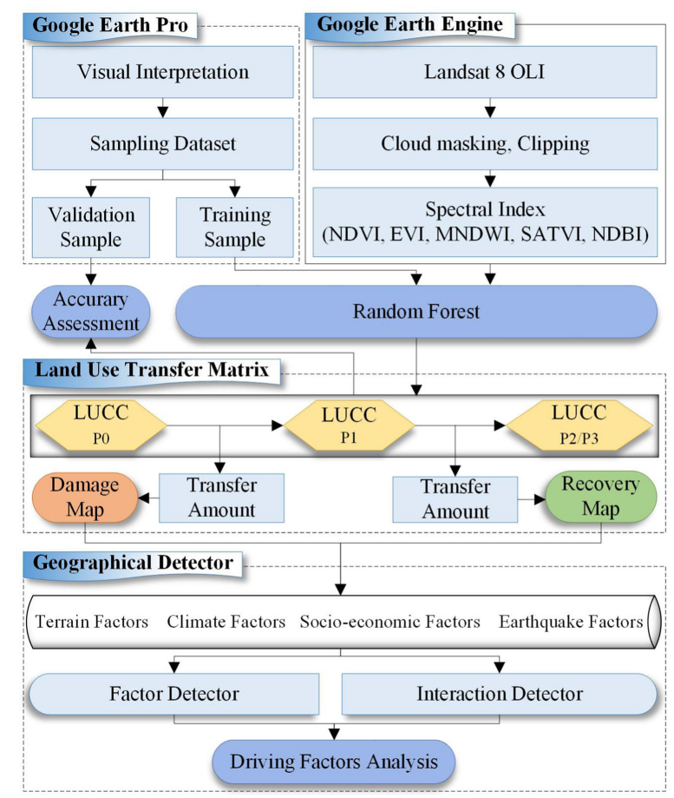 Google Earth Pro
Google Earth Engine
Visual Interpretation
Landsat 8 OLI
Sampling Dataset
Cloud masking, Clipping
Validation
Sample
Training
Sample
Spectral Index
(NDVI, EVI, MNDWI, SATVI, NDBI)
Accurary
Assessment
Random Forest
Land Use Transfer Matrix
LUCC
P0
LUCC
P1
LUCC
P2/P3
Damage
Map
Transfer
Amount
Transfer
Amount
Recovery
Map
Geographical Detector
Terrain Factors
Climate Factors
Socio-economic Factors
Earthquake Factors
Factor Detector
Interaction Detector
Driving Factors Analysis